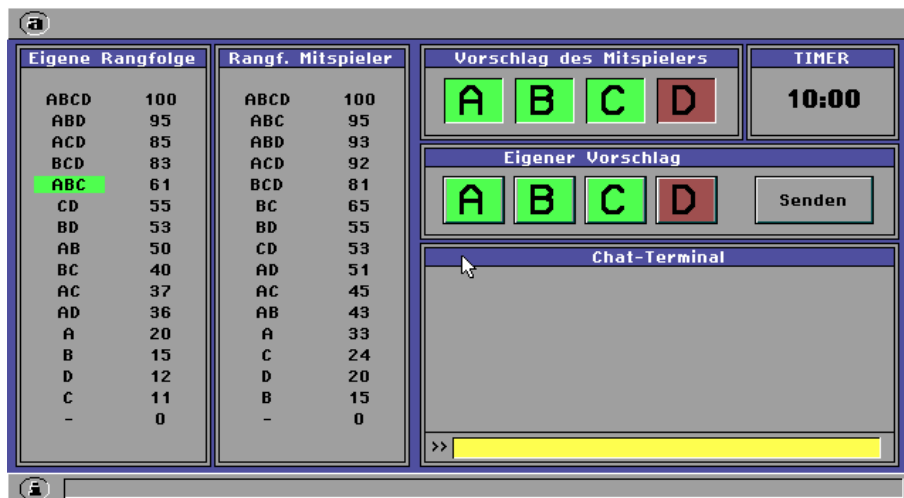 a
Eigene Rangfolge
ABCD 100
ABD 95
ACD 85
BCD 83
ABC 61
CD 55
BD 53
AB 50
BC 40
AC 37
AD 36
A 20
B 15
D 12
C 11
- 0
Rangf. Mitspieler
ABCD 100
ABC 95
ABD 93
ACD 92
BCD 81
BC 65
BD 55
CD 53
AD 51
AC 45
AB 43
A 33
C 24
D 20
B 15
- 0
Vorschlag des Mitspielers
A B C D
TIMER
10:00
Eigener Vorschlag
A B C D
Senden
Chat-Terminal
>>
i